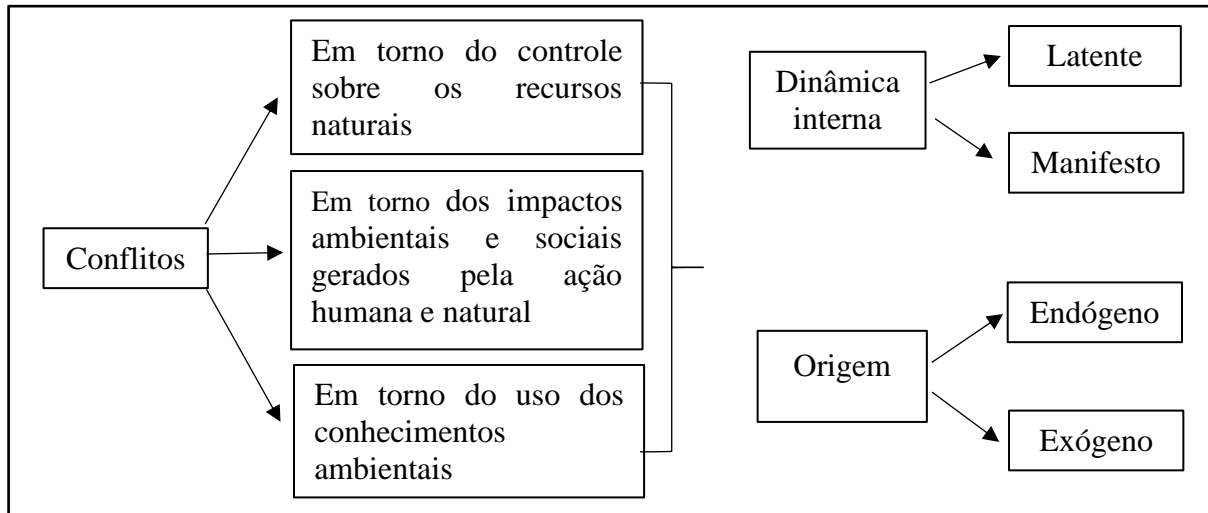 Conflitos
Em torno do controle
sobre os recursos
naturais
Em torno dos impactos
ambientais e sociais
gerados pela ação
humana e natural
Em torno do uso dos
conhecimentos
ambientais
Dinâmica
interna
Latente
Manifesto
Origem
Endógeno
Exógeno